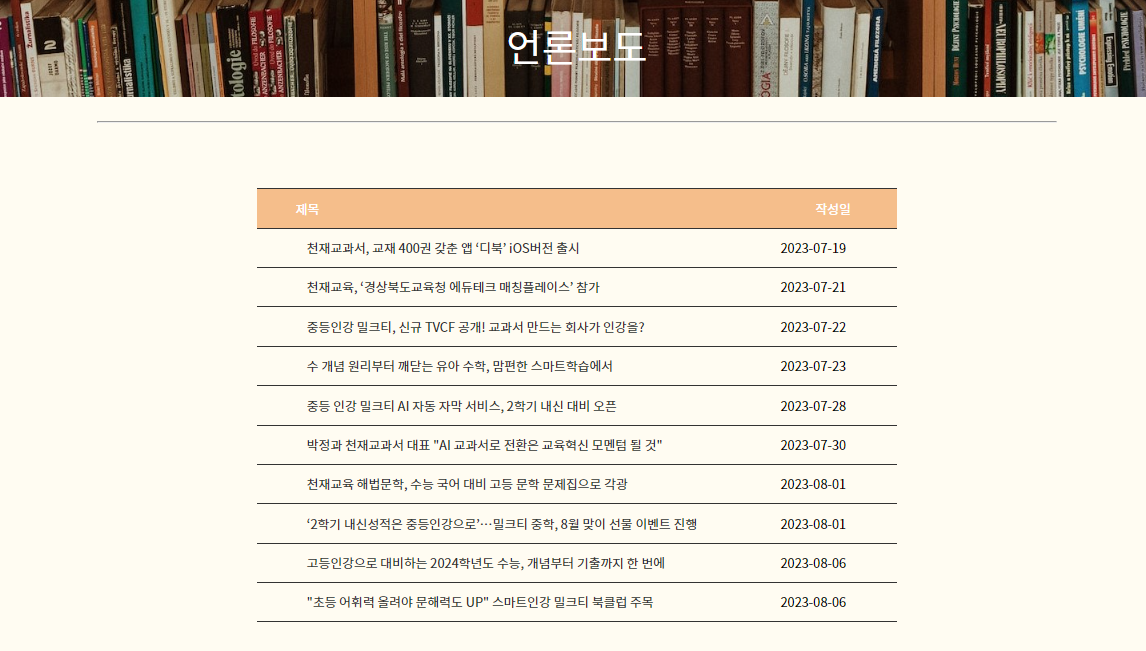 언론보도
제목 작성일
천재교과서, 교재 400권 갖춘 앱 ‘디북’ iOS버전 출시 2023-07-19
천재교육, ‘경상북도교육청 에듀테크 매칭플레이스’ 참가 2023-07-21
중등인강 밀크티, 신규 TVCF 공개! 교과서 만드는 회사가 인강을? 2023-07-22
수 개념 원리부터 깨닫는 유아 수학, 맘편한 스마트학습에서 2023-07-23
중등 인강 밀크티 AI 자동 자막 서비스, 2학기 내신 대비 오픈 2023-07-28
박정과 천재교과서 대표 "AI 교과서로 전환은 교육혁신 모멘텀 될 것" 2023-07-30
천재교육 해법문학, 수능 국어 대비 고등 문학 문제집으로 각광 2023-08-01
‘2학기 내신성적은 중등인강으로’…밀크티 중학, 8월 맞이 선물 이벤트 진행 2023-08-01
고등인강으로 대비하는 2024학년도 수능, 개념부터 기출까지 한 번에 2023-08-06
"초등 어휘력 올려야 문해력도 UP" 스마트인강 밀크티 북클럽 주목 2023-08-06